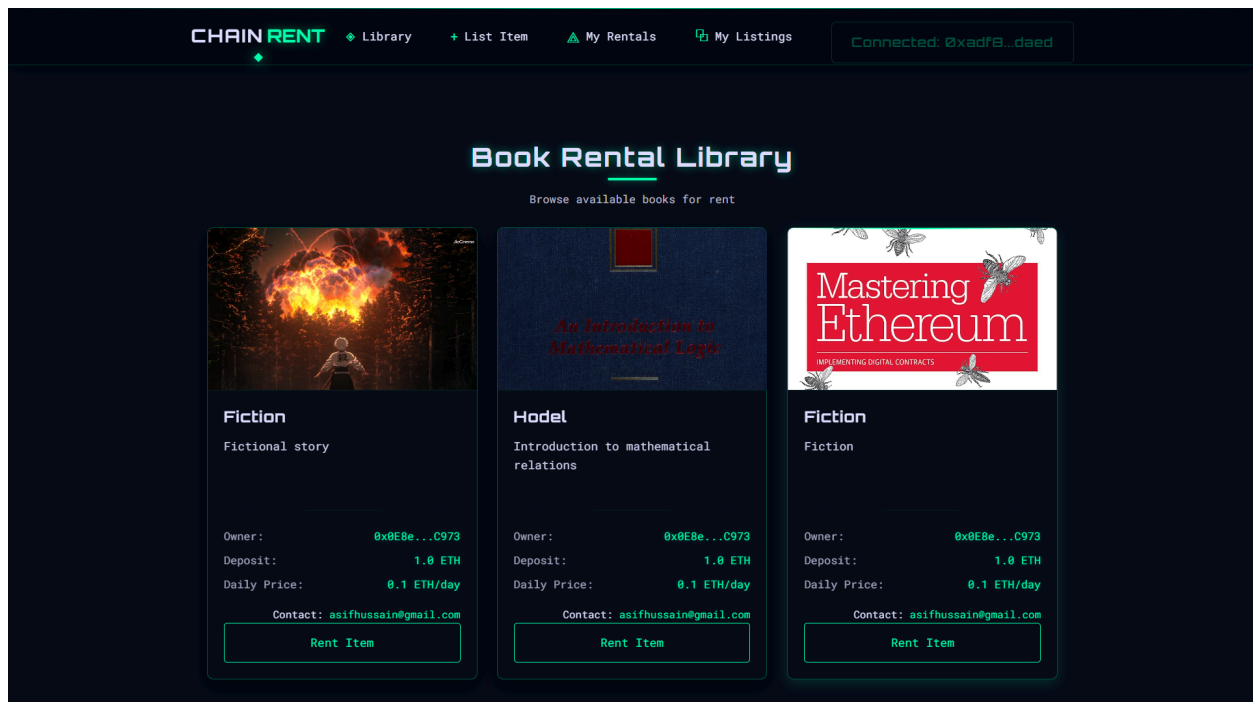 CHAIN RENT
Library
+ List Item
My Rentals
My Listings
Connected: 0xadf8...daed
Book Rental Library
Browse available books for rent
An Introduction to
Mathematical Logic
Mastering
Ethereum
IMPLEMENTING DIGITAL CONTRACTS
Fiction
Fictional story
Owner: 0x0E8e...C973
Deposit: 1.0 ETH
Daily Price: 0.1 ETH/day
Contact: asifhussain@gmail.com
Rent Item
Hodel
Introduction to mathematical
relations
Owner: 0x0E8e...C973
Deposit: 1.0 ETH
Daily Price: 0.1 ETH/day
Contact: asifhussain@gmail.com
Rent Item
Fiction
Fiction
Owner: 0x0E8e...C973
Deposit: 1.0 ETH
Daily Price: 0.1 ETH/day
Contact: asifhussain@gmail.com
Rent Item